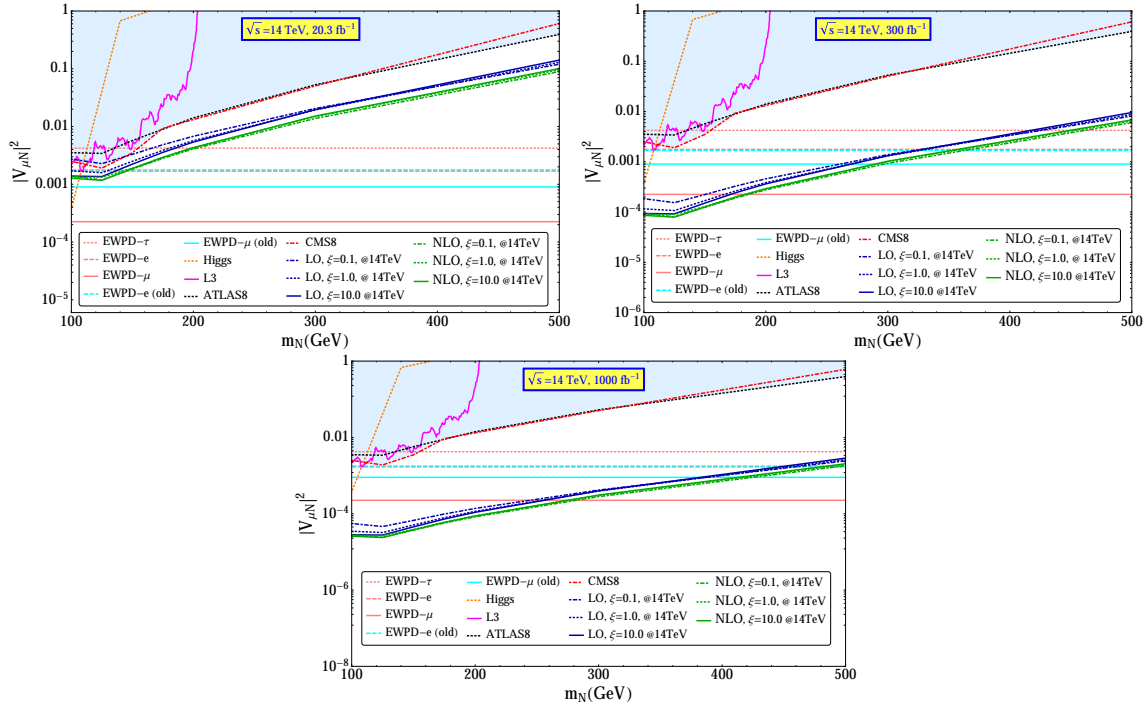 √s =14 TeV, 20.3 fb⁻¹
1
0.1
0.01
0.001
10⁻⁴
10⁻⁵
|V_μN|²
EWPD−τ
EWPD−e
EWPD−μ
EWPD−e (old)
EWPD−μ (old)
Higgs
L3
ATLAS8
CMS8
LO, ξ=0.1, @14TeV
LO, ξ=1.0, @ 14TeV
LO, ξ=10.0 @14TeV
NLO, ξ=0.1, @14TeV
NLO, ξ=1.0, @ 14TeV
NLO, ξ=10.0 @14TeV
100 200 300 400 500
m_N(GeV)
√s =14 TeV, 300 fb⁻¹
1
0.1
0.01
0.001
10⁻⁴
10⁻⁵
10⁻⁶
|V_μN|²
EWPD−τ
EWPD−e
EWPD−μ
EWPD−e (old)
EWPD−μ (old)
Higgs
L3
ATLAS8
CMS8
LO, ξ=0.1, @14TeV
LO, ξ=1.0, @ 14TeV
LO, ξ=10.0 @14TeV
NLO, ξ=0.1, @14TeV
NLO, ξ=1.0, @ 14TeV
NLO, ξ=10.0 @14TeV
100 200 300 400 500
m_N(GeV)
√s =14 TeV, 1000 fb⁻¹
1
0.01
10⁻⁴
10⁻⁶
10⁻⁸
|V_μN|²
EWPD−τ
EWPD−e
EWPD−μ
EWPD−e (old)
EWPD−μ (old)
Higgs
L3
ATLAS8
CMS8
LO, ξ=0.1, @14TeV
LO, ξ=1.0, @ 14TeV
LO, ξ=10.0 @14TeV
NLO, ξ=0.1, @14TeV
NLO, ξ=1.0, @ 14TeV
NLO, ξ=10.0 @14TeV
100 200 300 400 500
m_N(GeV)